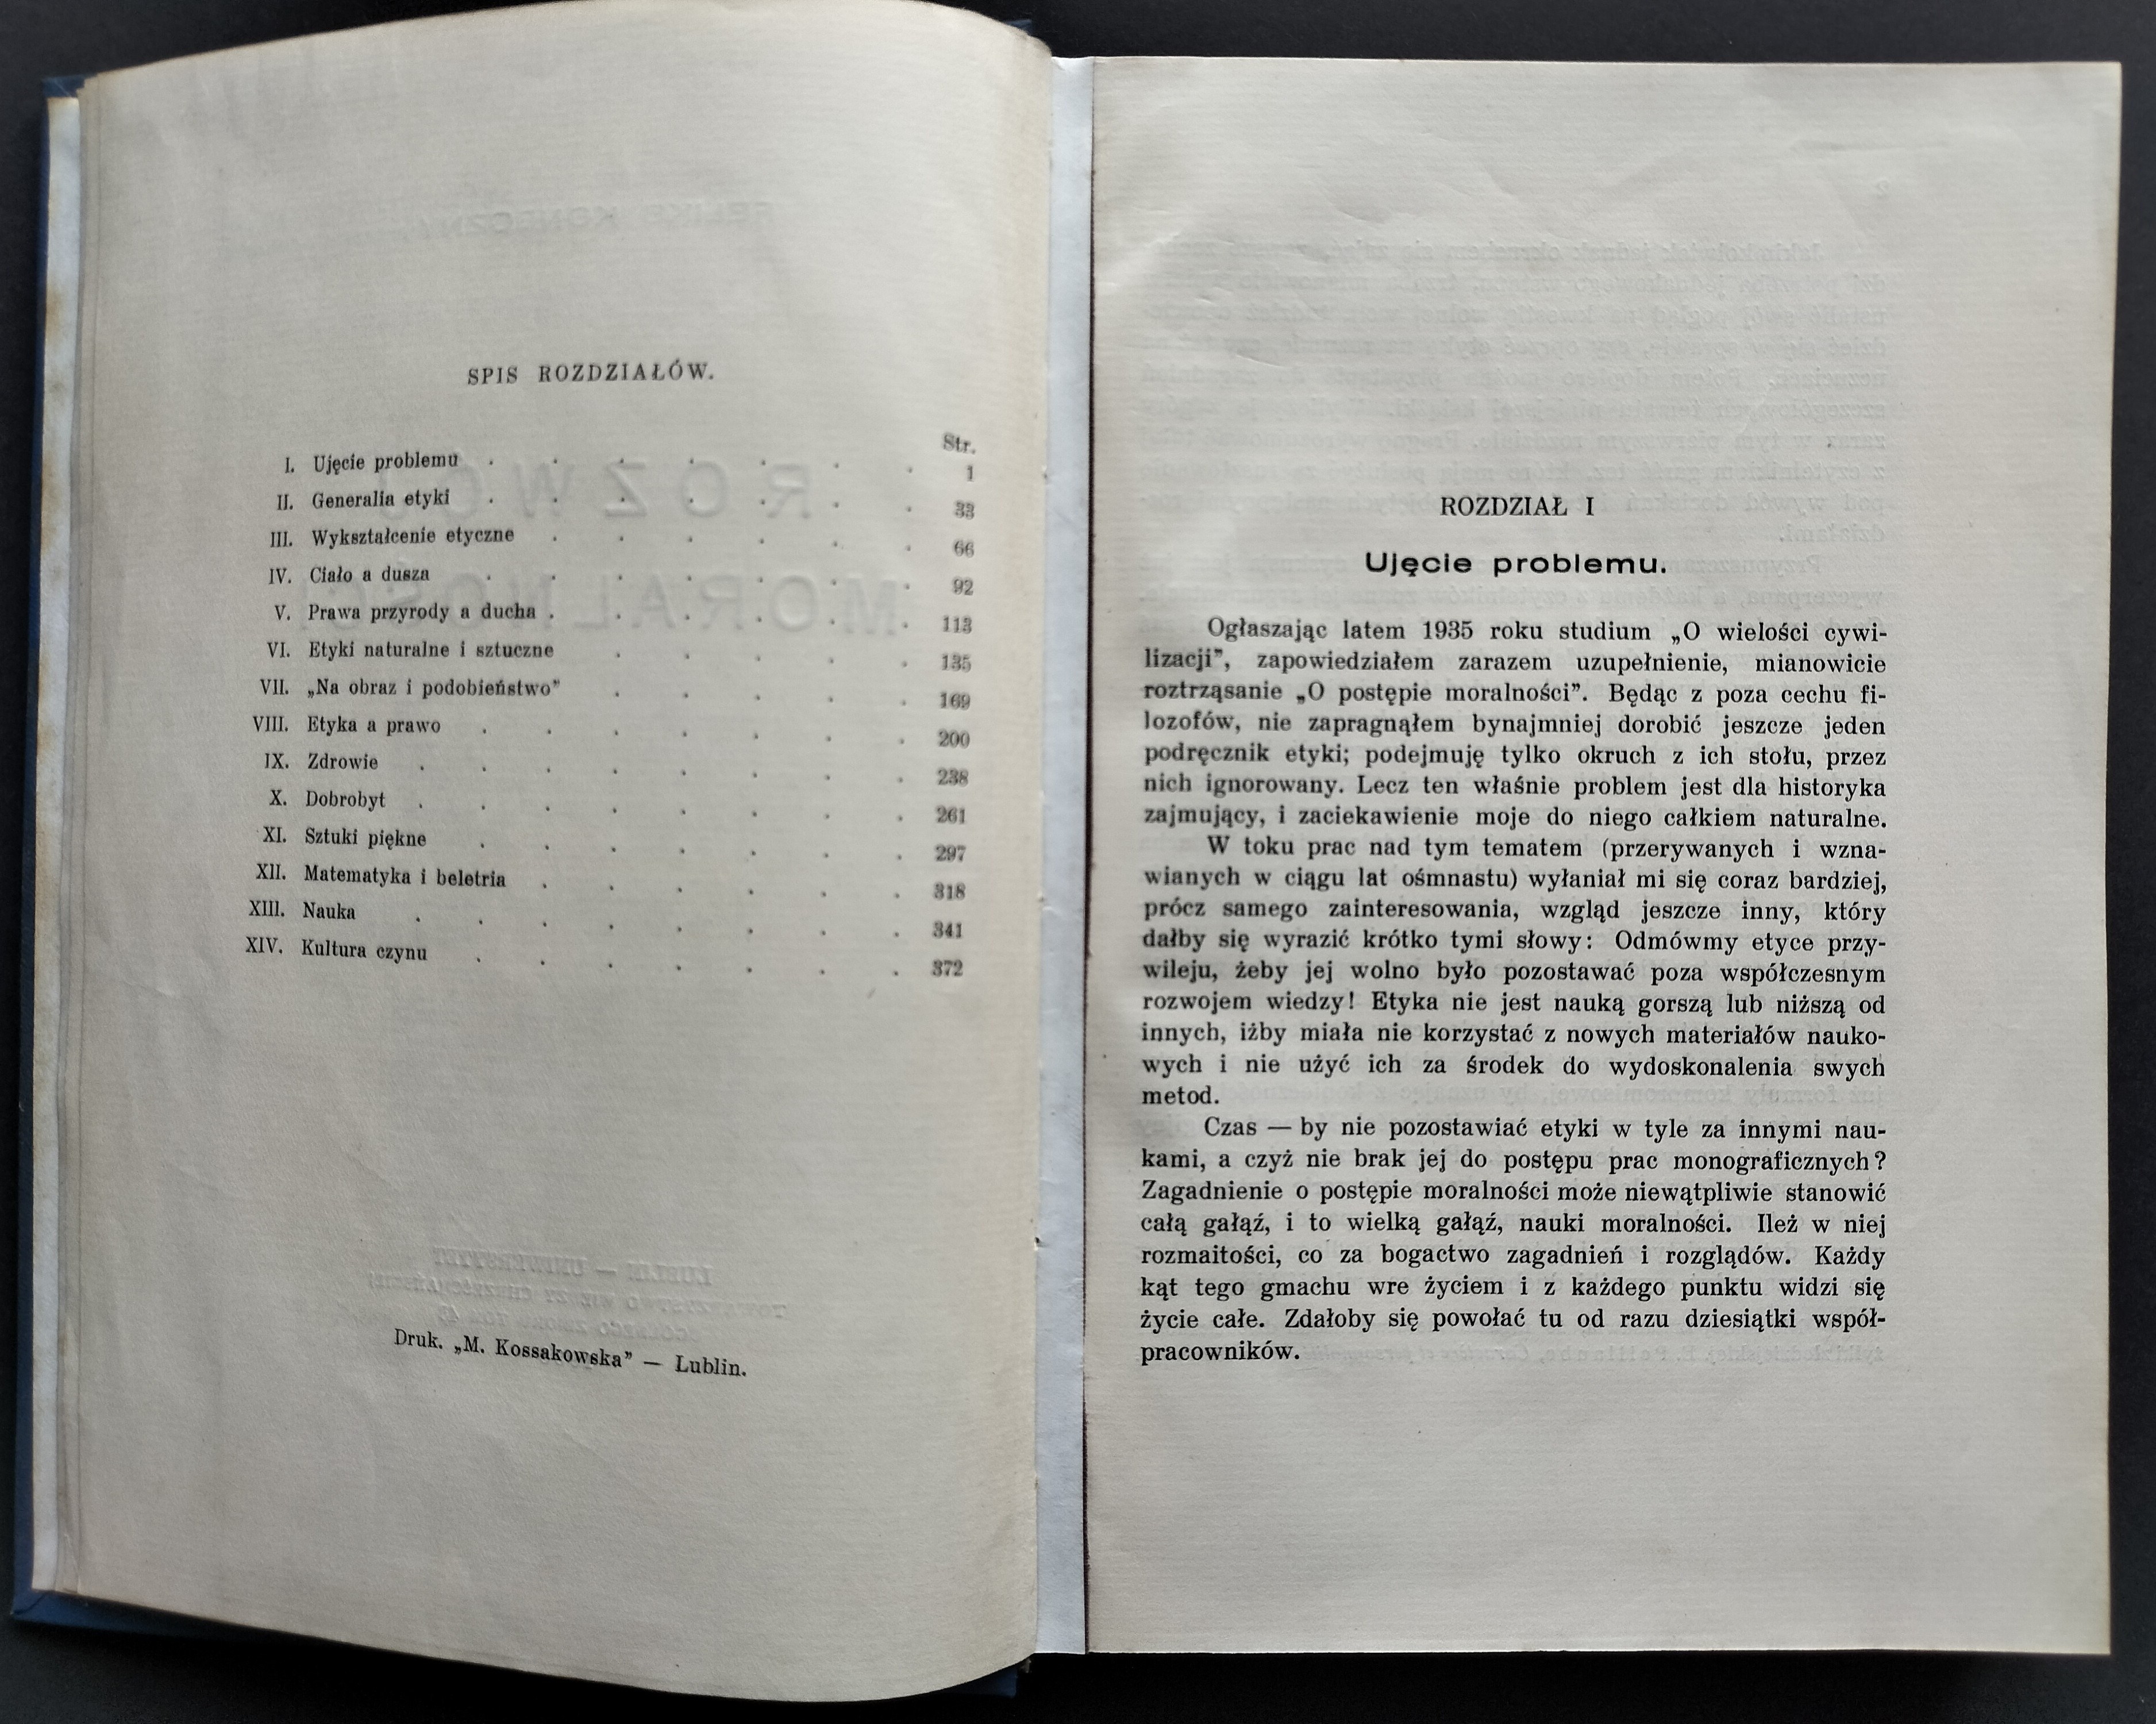 SPIS ROZDZIAŁÓW.
Str.
I. Ujęcie problemu . . . . . . . 1
II. Generalia etyki . . . . . . . 33
III. Wykształcenie etyczne . . . . . . 66
IV. Ciało a dusza . . . . . . . 92
V. Prawa przyrody a ducha . . . . . . 113
VI. Etyki naturalne i sztuczne . . . . . 135
VII. „Na obraz i podobieństwo” . . . . . 169
VIII. Etyka a prawo . . . . . . . 200
IX. Zdrowie . . . . . . . . 238
X. Dobrobyt . . . . . . . . 261
XI. Sztuki piękne . . . . . . . 297
XII. Matematyka i beletria . . . . . . 318
XIII. Nauka . . . . . . . . 341
XIV. Kultura czynu . . . . . . . 372
Druk. „M. Kossakowska” — Lublin.
ROZDZIAŁ I
Ujęcie problemu.
Ogłaszając latem 1935 roku studium „O wielości cywi-
lizacji”, zapowiedziałem zarazem uzupełnienie, mianowicie
roztrząsanie „O postępie moralności”. Będąc z poza cechu fi-
lozofów, nie zapragnąłem bynajmniej dorobić jeszcze jeden
podręcznik etyki; podejmuję tylko okruch z ich stołu, przez
nich ignorowany. Lecz ten właśnie problem jest dla historyka
zajmujący, i zaciekawienie moje do niego całkiem naturalne.
W toku prac nad tym tematem (przerywanych i wzna-
wianych w ciągu lat ośmnastu) wyłaniał mi się coraz bardziej,
prócz samego zainteresowania, wzgląd jeszcze inny, który
dałby się wyrazić krótko tymi słowy: Odmówmy etyce przy-
wileju, żeby jej wolno było pozostawać poza współczesnym
rozwojem wiedzy! Etyka nie jest nauką gorszą lub niższą od
innych, iżby miała nie korzystać z nowych materiałów nauko-
wych i nie użyć ich za środek do wydoskonalenia swych
metod.
Czas — by nie pozostawiać etyki w tyle za innymi nau-
kami, a czyż nie brak jej do postępu prac monograficznych?
Zagadnienie o postępie moralności może niewątpliwie stanowić
całą gałąź, i to wielką gałąź, nauki moralności. Ileż w niej
rozmaitości, co za bogactwo zagadnień i rozglądów. Każdy
kąt tego gmachu wre życiem i z każdego punktu widzi się
życie całe. Zdałoby się powołać tu od razu dziesiątki współ-
pracowników.